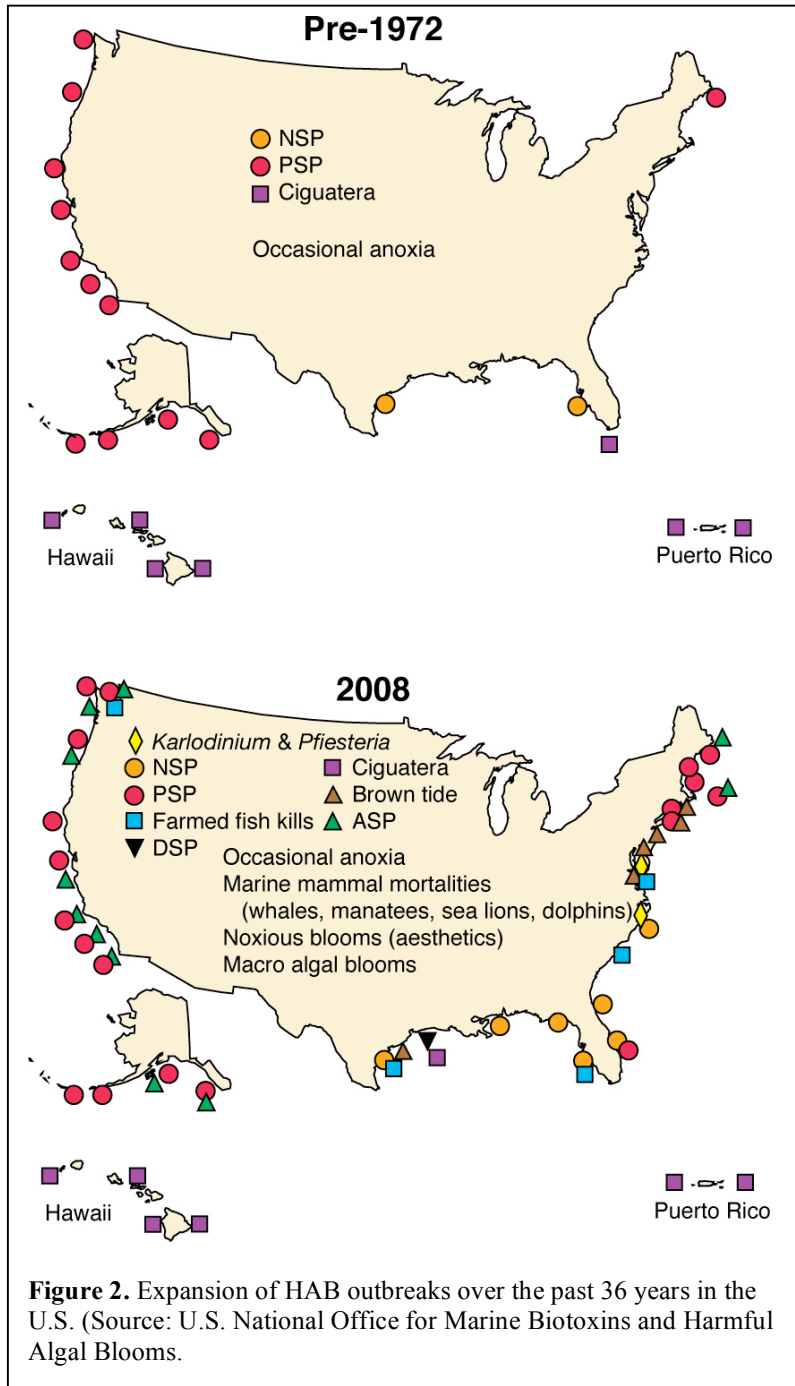 Pre-1972
NSP
PSP
Ciguatera
Occasional anoxia
Hawaii
Puerto Rico
2008
Karlodinium & Pfiesteria
NSP
Ciguatera
PSP
Brown tide
Farmed fish kills
ASP
DSP
Occasional anoxia
Marine mammal mortalities
(whales, manatees, sea lions, dolphins)
Noxious blooms (aesthetics)
Macro algal blooms
Hawaii
Puerto Rico
Figure 2. Expansion of HAB outbreaks over the past 36 years in the
U.S. (Source: U.S. National Office for Marine Biotoxins and Harmful
Algal Blooms.